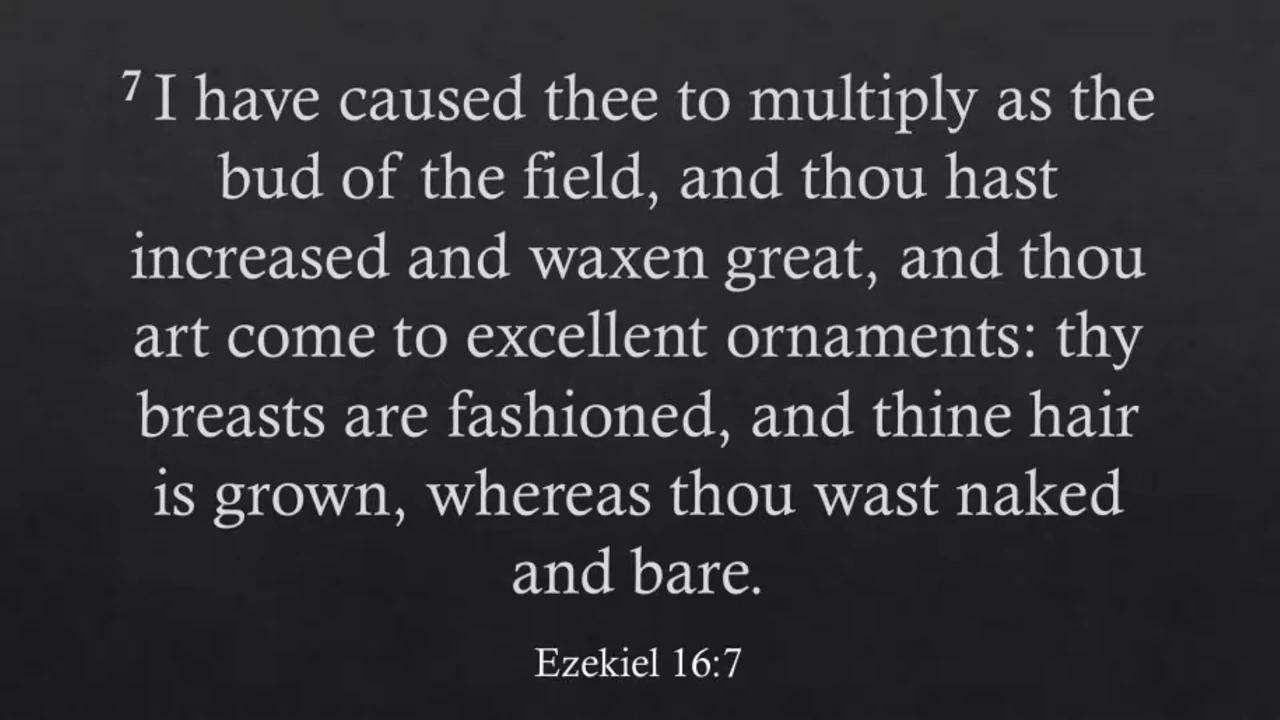 ⁷ I have caused thee to multiply as the
bud of the field, and thou hast
increased and waxen great, and thou
art come to excellent ornaments: thy
breasts are fashioned, and thine hair
is grown, whereas thou wast naked
and bare.
Ezekiel 16:7